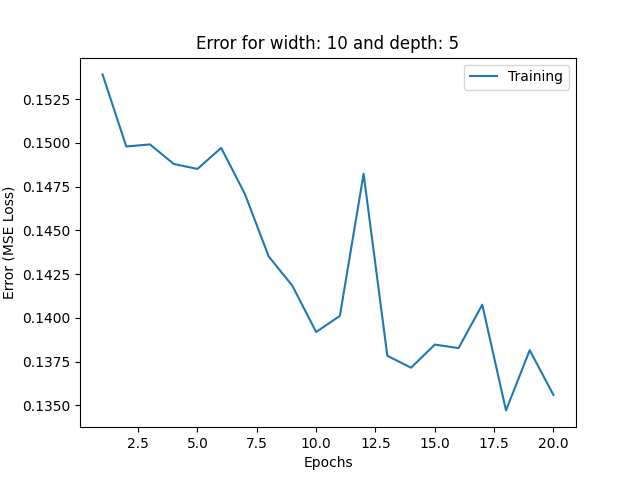 Error for width: 10 and depth: 5
Training
0.1525
0.1500
0.1475
0.1450
0.1425
0.1400
0.1375
0.1350
Error (MSE Loss)
2.5 5.0 7.5 10.0 12.5 15.0 17.5 20.0
Epochs